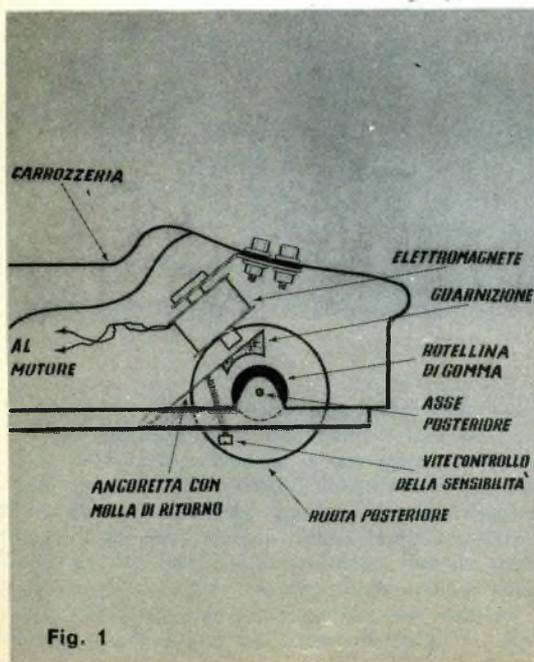 CARROZZERIA
ELETTROMAGNETE
GUARNIZIONE
AL
MOTORE
ROTELLINA
DI GOMMA
ASSE
POSTERIORE
VITE CONTROLLO
DELLA SENSIBILITÀ
ANCORETTA CON
MOLLA DI RITORNO
RUOTA POSTERIORE
Fig. 1